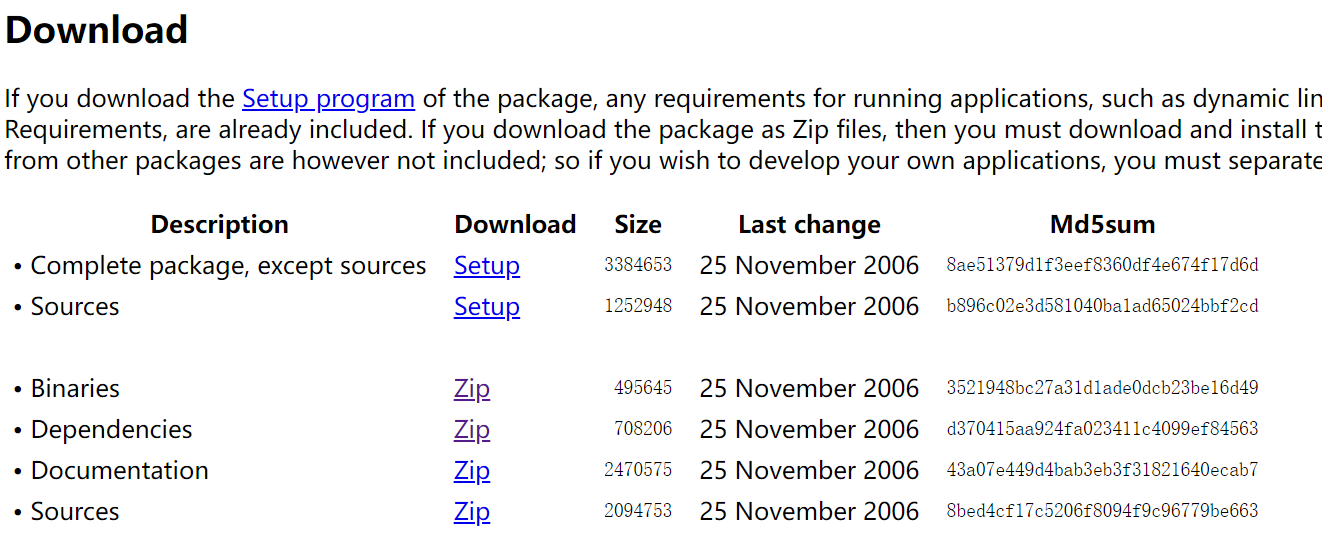 Download
If you download the Setup program of the package, any requirements for running applications, such as dynamic
Requirements, are already included. If you download the package as Zip files, then you must download and install
from other packages are however not included; so if you wish to develop your own applications, you must
Description Download Size Last change Md5sum
• Complete package, except sources Setup 3384653 25 November 2006 8ae51379d1f3eef8360df4e674f17d6d
• Sources Setup 1252948 25 November 2006 b896c02e3d581040ba1ad65024bbf2cd
• Binaries Zip 495645 25 November 2006 3521948bc27a31d1ade0dcb23be16d49
• Dependencies Zip 708206 25 November 2006 d370415aa924fa023411c4099ef84563
• Documentation Zip 2470575 25 November 2006 43a07e449d4bab3eb3f31821640ecab7
• Sources Zip 2094753 25 November 2006 8bed4cf17c5206f8094f9c96779be663